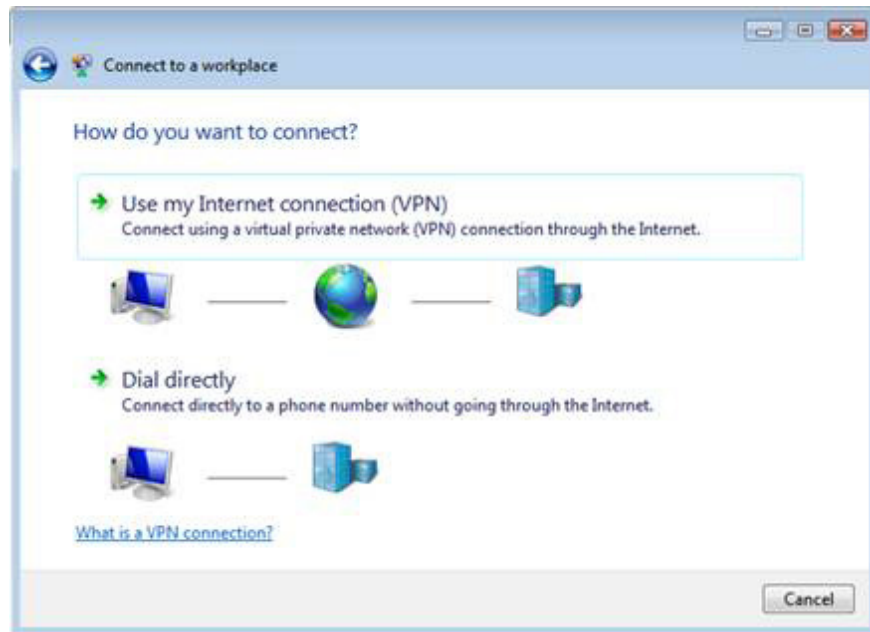 Connect to a workplace
How do you want to connect?
Use my Internet connection (VPN)
Connect using a virtual private network (VPN) connection through the Internet.
Dial directly
Connect directly to a phone number without going through the Internet.
What is a VPN connection?
Cancel